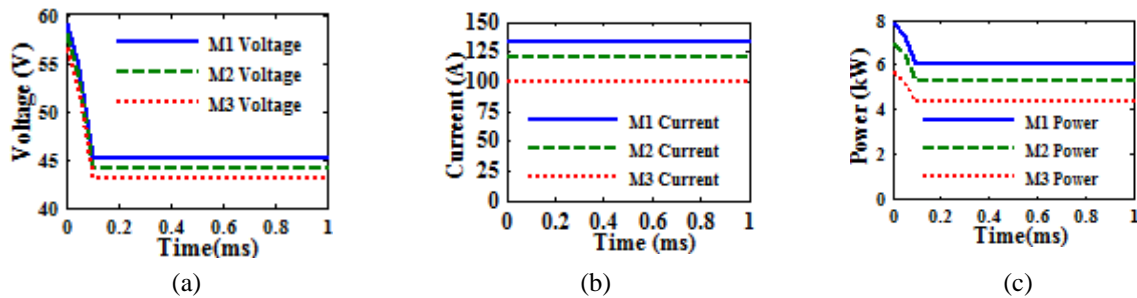 60
55
50
45
40
Voltage (V)
M1 Voltage
M2 Voltage
M3 Voltage
0 0.2 0.4 0.6 0.8 1
Time(ms)
(a)
150
125
100
75
50
25
0
Curreent (A)
M1 Current
M2 Current
M3 Current
0 0.2 0.4 0.6 0.8 1
Time (ms)
(b)
8
6
4
2
0
Power (kW)
M1 Power
M2 Power
M3 Power
0 0.2 0.4 0.6 0.8 1
Time(ms)
(c)